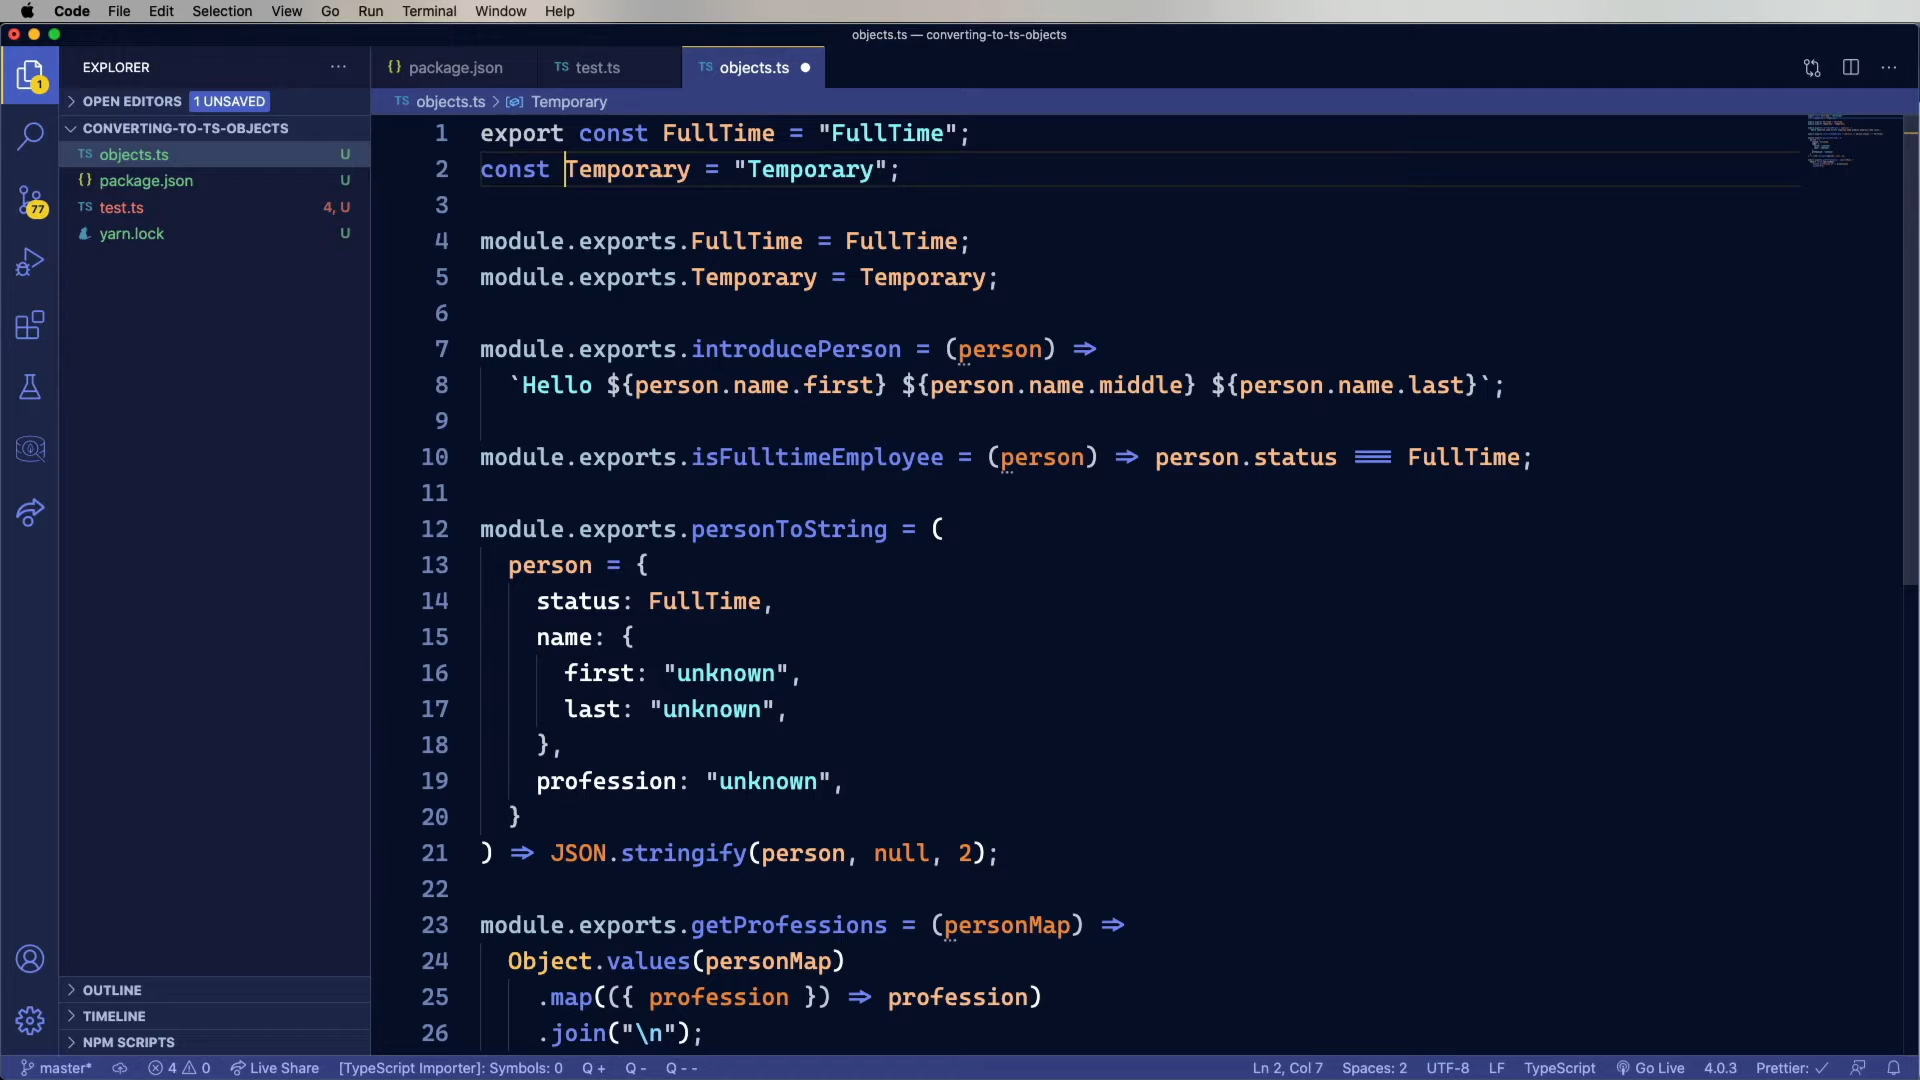 Code File Edit Selection View Go Run Terminal Window Help
objects.ts — converting-to-ts-objects
EXPLORER ···
{} package.json TS test.ts TS objects.ts ●
1
> OPEN EDITORS 1 UNSAVED
TS objects.ts > Temporary
CONVERTING-TO-TS-OBJECTS
TS objects.ts U
{} package.json U
TS test.ts 4, U
yarn.lock U
77
1 export const FullTime = "FullTime";
2 const Temporary = "Temporary";
3
4 module.exports.FullTime = FullTime;
5 module.exports.Temporary = Temporary;
6
7 module.exports.introducePerson = (person) =>
8 `Hello ${person.name.first} ${person.name.middle} ${person.name.last}`;
9
10 module.exports.isFulltimeEmployee = (person) => person.status === FullTime;
11
12 module.exports.personToString = (
13 person = {
14 status: FullTime,
15 name: {
16 first: "unknown",
17 last: "unknown",
18 },
19 profession: "unknown",
20 }
21 ) => JSON.stringify(person, null, 2);
22
23 module.exports.getProfessions = (personMap) =>
24 Object.values(personMap)
25 .map(({ profession }) => profession)
26 .join("\n");
> OUTLINE
> TIMELINE
> NPM SCRIPTS
master* 4 0 Live Share [TypeScript Importer]: Symbols: 0 Q + Q - Q - - Ln 2, Col 7 Spaces: 2 UTF-8 LF TypeScript Go Live 4.0.3 Prettier: ✓